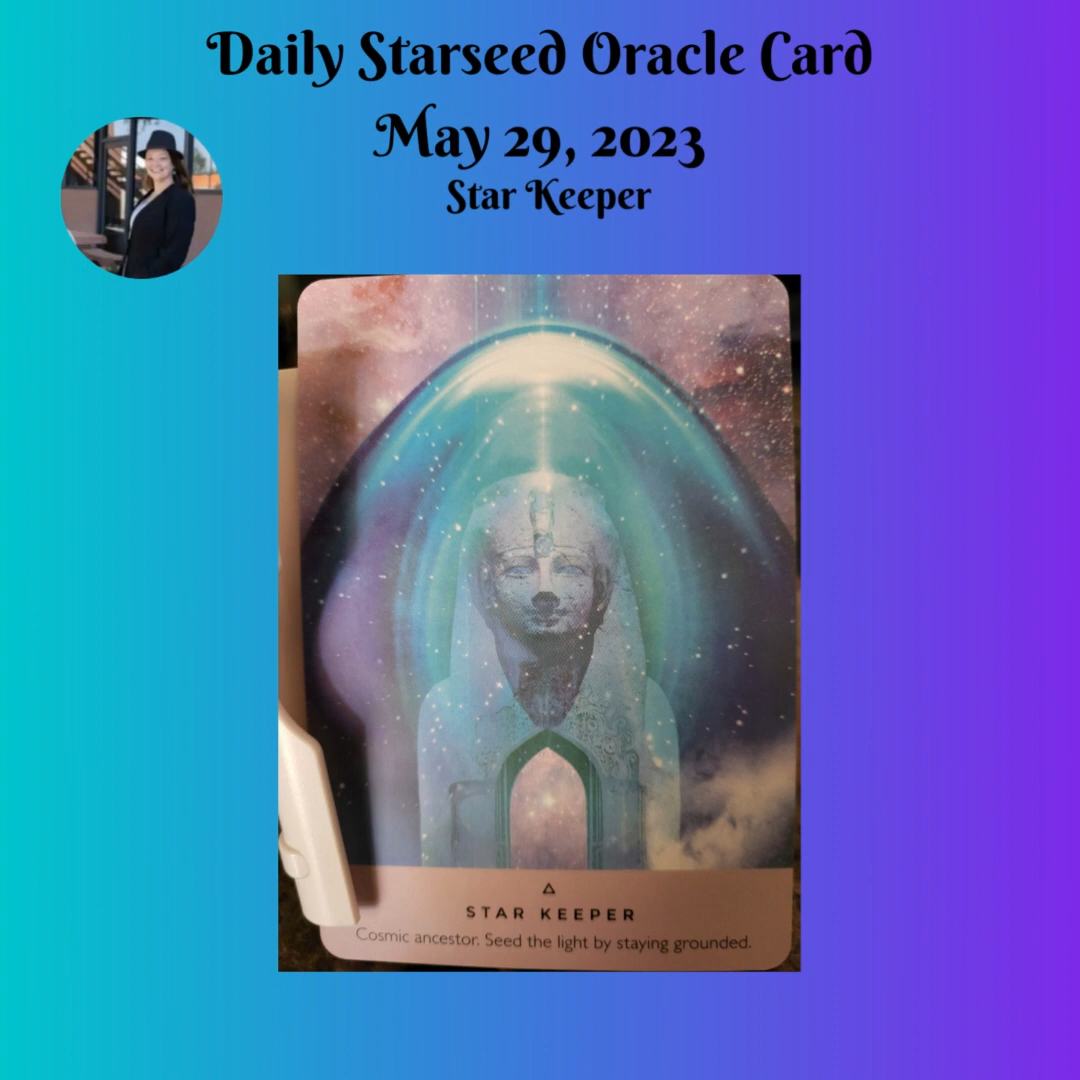 Daily Starseed Oracle Card
May 29, 2023
Star Keeper
STAR KEEPER
Cosmic ancestor. Seed the light by staying grounded.